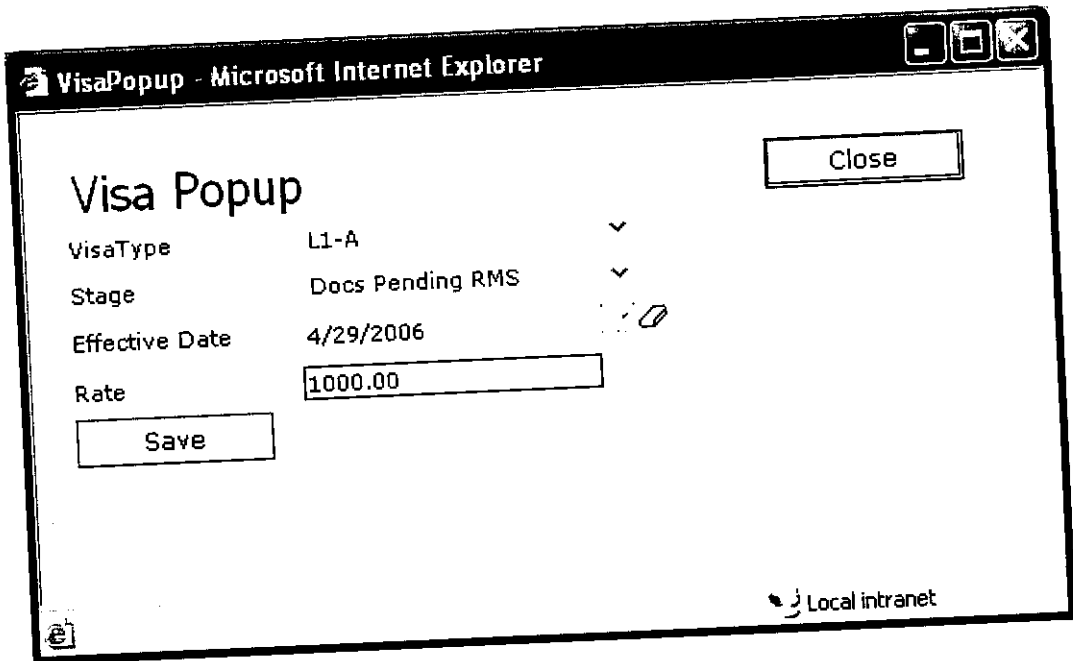 VisaPopup - Microsoft Internet Explorer
Close
Visa Popup
VisaType L1-A
Stage Docs Pending RMS
Effective Date 4/29/2006
Rate 1000.00
Save
Local intranet